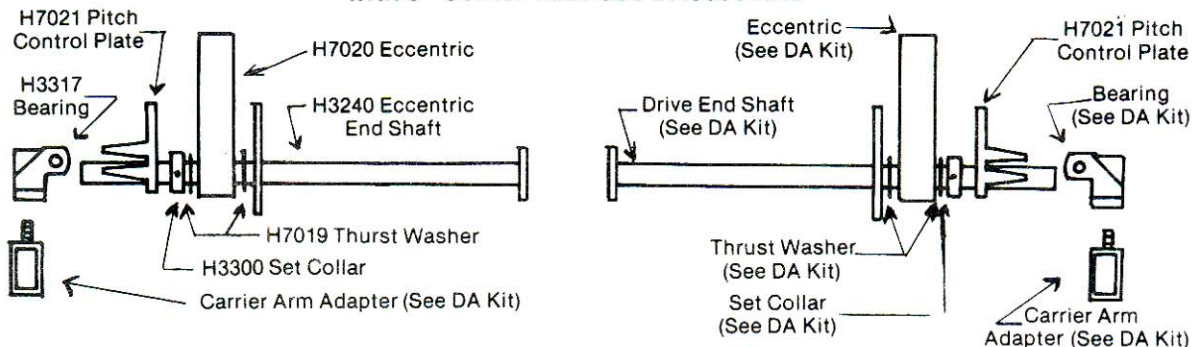 H7021 Pitch
Control Plate
H7020 Eccentric
H3317
Bearing
H3240 Eccentric
End Shaft
H7019 Thurst Washer
H3300 Set Collar
Carrier Arm Adapter (See DA Kit)
Eccentric
(See DA Kit)
H7021 Pitch
Control Plate
Drive End Shaft
(See DA Kit)
Bearing
(See DA Kit)
Thrust Washer
(See DA Kit)
Set Collar
(See DA Kit)
Carrier Arm
Adapter (See DA Kit)